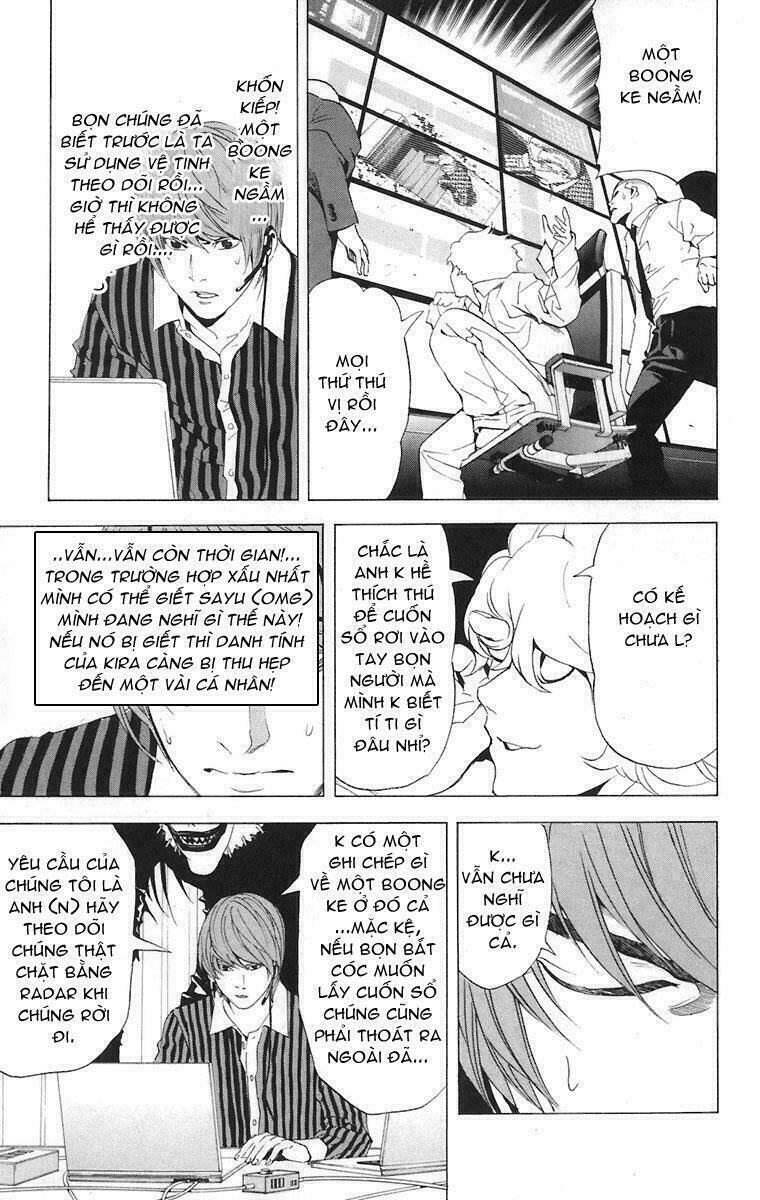 MỘT
BOONG
KE NGẦM!
MỌI
THỨ THÚ
VỊ RỒI
ĐÂY...
KHỐN
KIẾP!
MỘT
BOONG
KE
NGẦM
...
BỌN CHÚNG ĐÃ
BIẾT TRƯỚC LÀ TA
SỬ DỤNG VỆ TINH
THEO DÕI RỒI...
GIỜ THÌ KHÔNG
HỀ THẤY ĐƯỢC
GÌ RỒI....
CÓ KẾ
HOẠCH GÌ
CHƯA L?
CHẮC LÀ
ANH K HỀ
THÍCH THÚ
ĐỂ CUỐN
SỔ RƠI VÀO
TAY BỌN
NGƯỜI MÀ
MÌNH K BIẾT
TÍ TI GÌ
ĐÂU NHỈ?
..VẪN...VẪN CÒN THỜI GIAN!...
TRONG TRƯỜNG HỢP XẤU NHẤT
MÌNH CÓ THỂ GIẾT SAYU (OMG)
MÌNH ĐANG NGHĨ GÌ THẾ NÀY!
NẾU NÓ BỊ GIẾT THÌ DANH TÍNH
CỦA KIRA CÀNG BỊ THU HẸP
ĐẾN MỘT VÀI CÁ NHÂN!
K...
VẪN CHƯA
NGHĨ
ĐƯỢC GÌ
CẢ.
K CÓ MỘT
GHI CHÉP GÌ
VỀ MỘT BOONG
KE Ở ĐÓ CẢ
...MẶC KỆ,
NẾU BỌN BẮT
CÓC MUỐN
LẤY CUỐN SỔ
CHÚNG CŨNG
PHẢI THOÁT RA
NGOÀI ĐÃ...
YÊU CẦU CỦA
CHÚNG TÔI LÀ
ANH (N) HÃY
THEO DÕI
CHÚNG THẬT
CHẶT BẰNG
RADAR KHI
CHÚNG RỜI
ĐI.